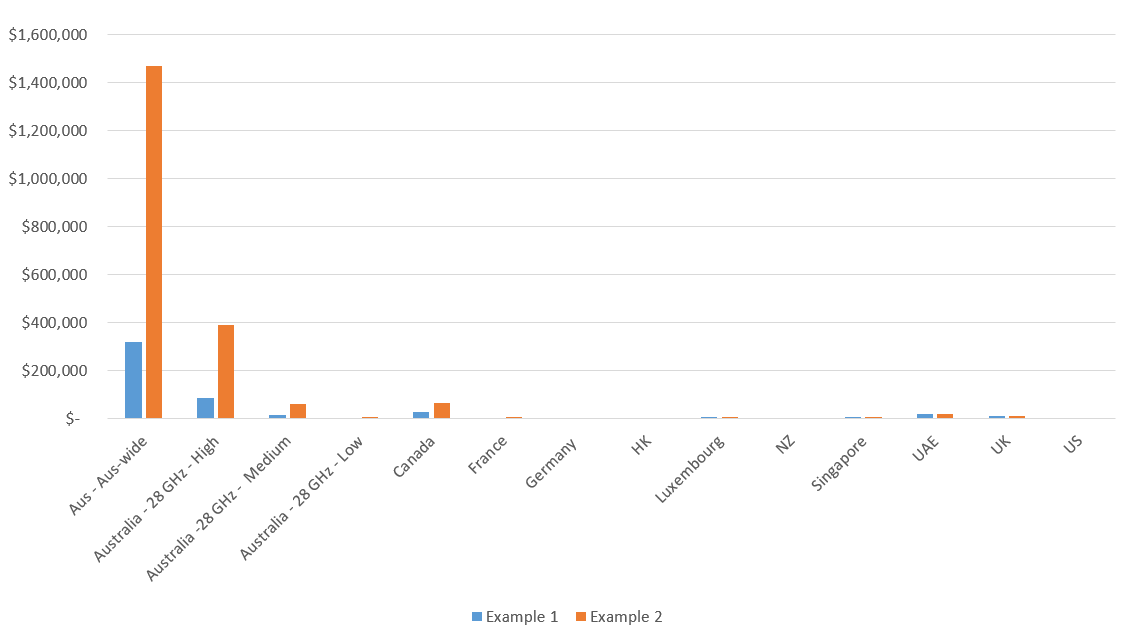 $1,600,000
$1,400,000
$1,200,000
$1,000,000
$800,000
$600,000
$400,000
$200,000
$-
Aus - Aus-wide
Australia - 28 GHz - High
Australia -28 GHz -  Medium
Australia - 28 GHz - Low
Canada
France
Germany
HK
Luxembourg
NZ
Singapore
UAE
UK
US
Example 1
Example 2